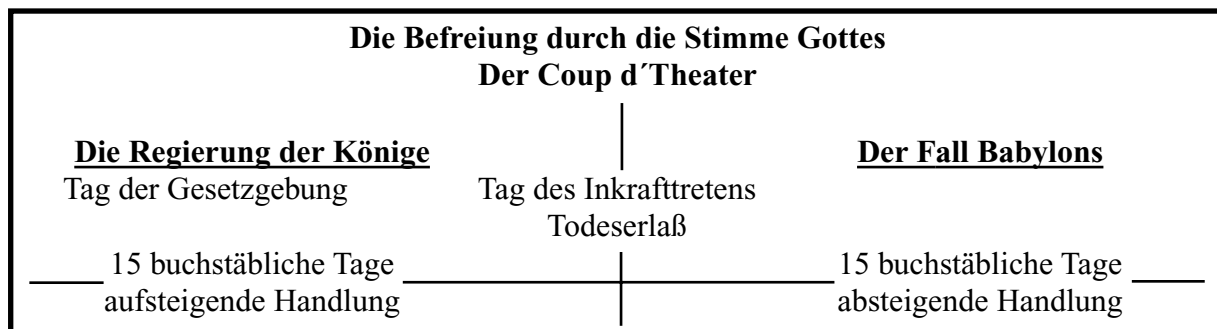 Die Befreiung durch die Stimme Gottes
Der Coup d´Theater
Die Regierung der Könige
Der Fall Babylons
Tag der Gesetzgebung
Tag des Inkrafttretens
Todeserlaß
15 buchstäbliche Tage
aufsteigende Handlung
15 buchstäbliche Tage
absteigende Handlung